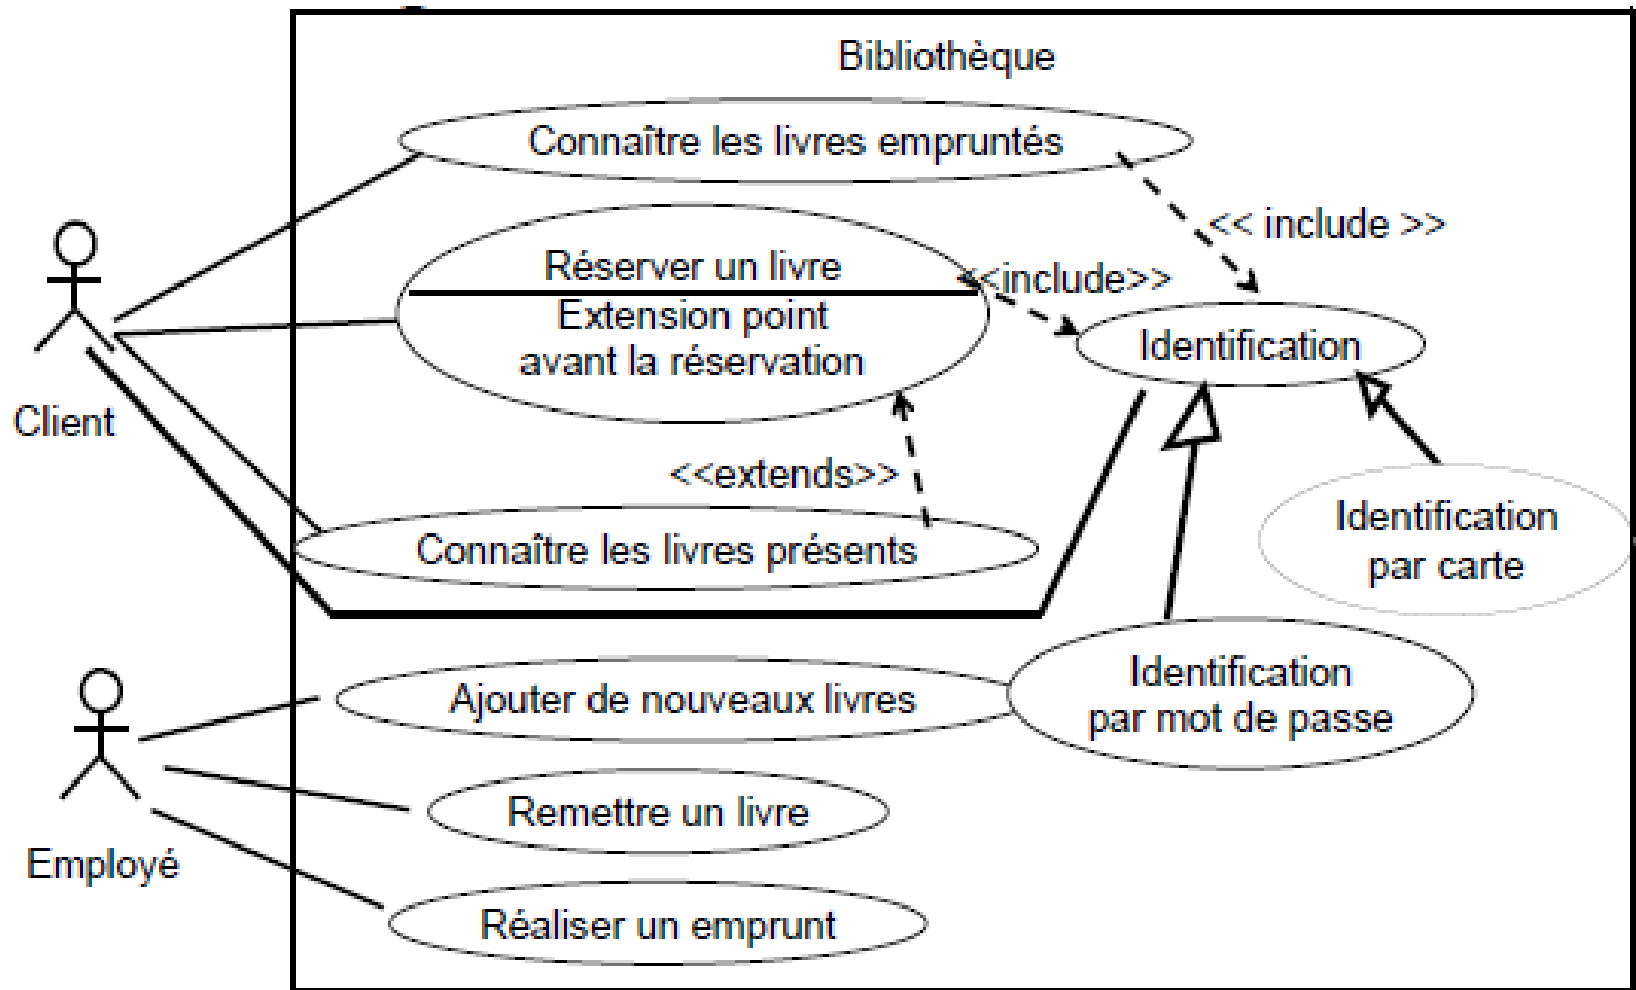 Bibliothèque
Connaître les livres empruntés
<< include >>
Réserver un livre
<<include>>
Extension point
avant la réservation
Identification
Client
<<extends>>
Identification
par carte
Connaître les livres présents
Identification
par mot de passe
Ajouter de nouveaux livres
Remettre un livre
Employé
Réaliser un emprunt